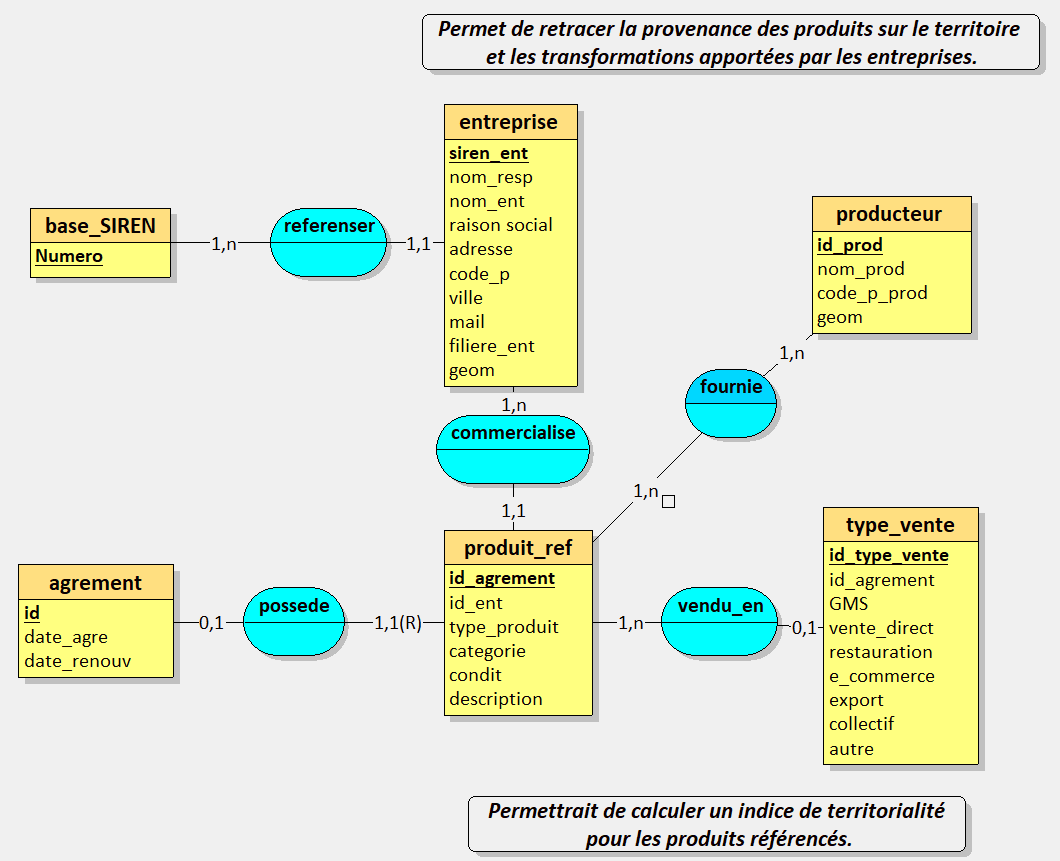 Permet de retracer la provenance des produits sur le territoire
et les transformations apportées par les entreprises.
entreprise
siren_ent
nom_resp
nom_ent
raison social
adresse
code_p
ville
mail
filiere_ent
geom
base_SIREN
Numero
1,n
referenser
1,1
producteur
id_prod
nom_prod
code_p_prod
geom
1,n
fournie
1,n
1,n
commercialise
1,1
produit_ref
id_agrement
id_ent
type_produit
categorie
condit
description
agrement
id
date_agre
date_renouv
0,1
possede
1,1(R)
1,n
vendu_en
0,1
type_vente
id_type_vente
id_agrement
GMS
vente_direct
restauration
e_commerce
export
collectif
autre
Permettrait de calculer un indice de territorialité
pour les produits référencés.